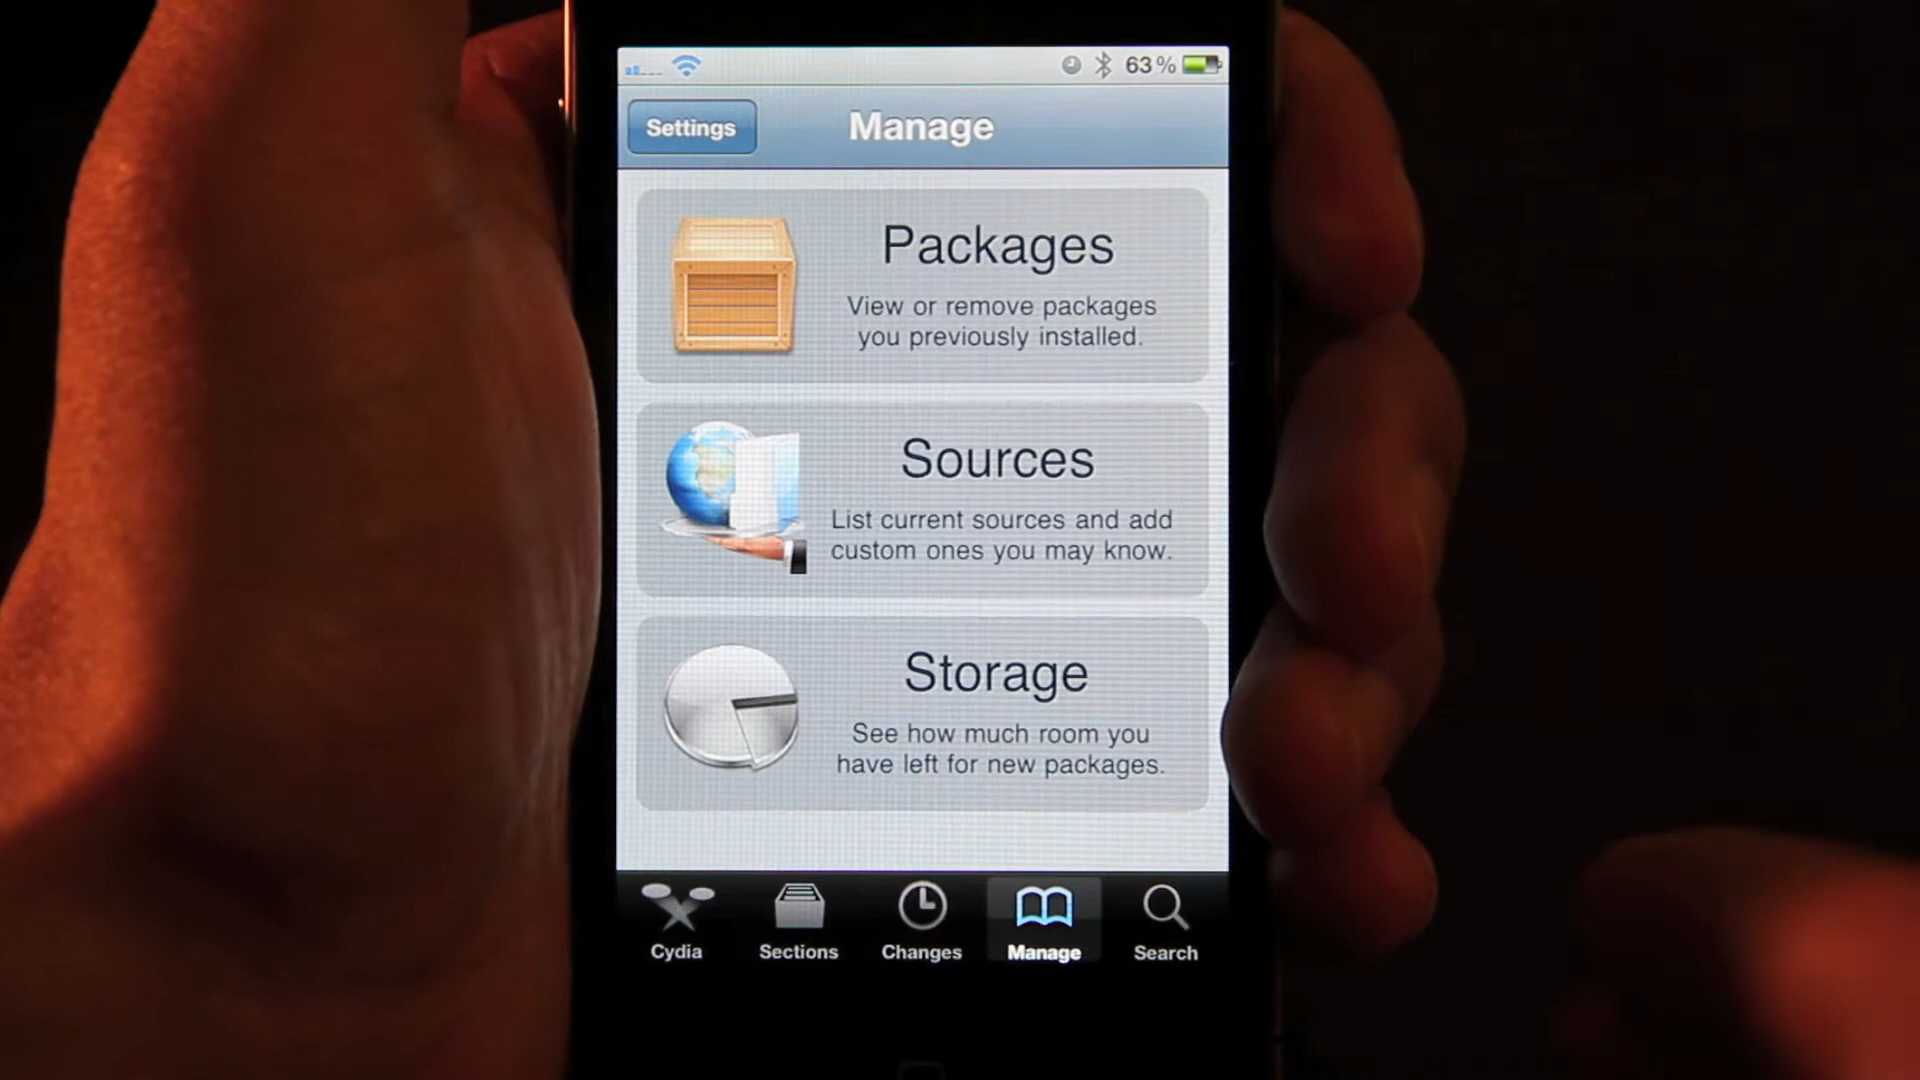 63%
Settings
Manage
Packages
View or remove packages
you previously installed.
Sources
List current sources and add
custom ones you may know.
Storage
See how much room you
have left for new packages.
Cydia
Sections
Changes
Manage
Search